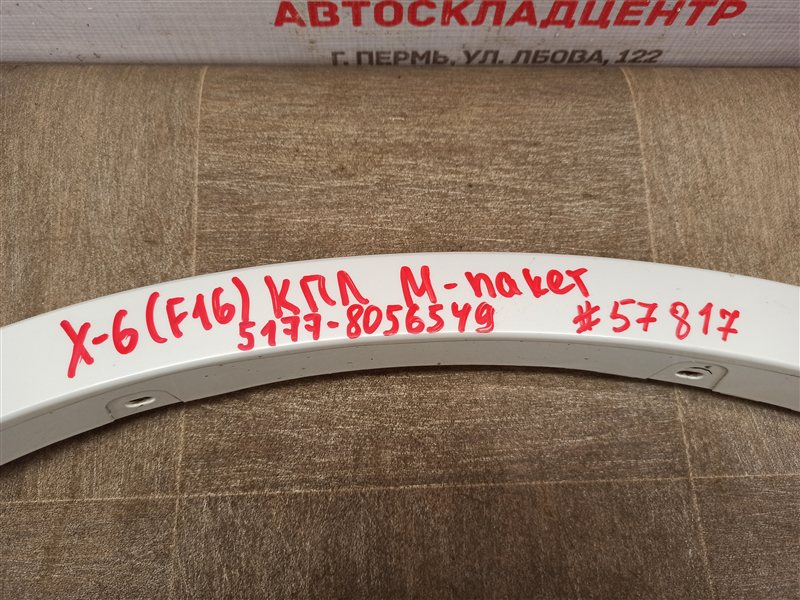 АВТОСКЛАДЦЕНТР
Г. ПЕРМЬ, УЛ. ЛБОВА, 122
X-6 (F16) КПЛ М-пакет
5177-8056549 #57817